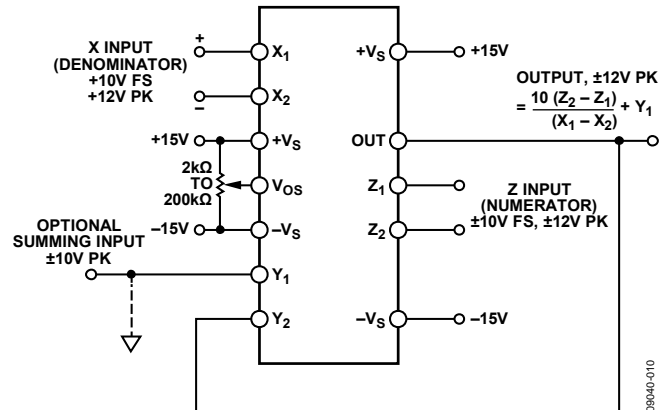 X INPUT
(DENOMINATOR)
+10V FS
+12V PK
+
–
X1
X2
+15V
+VS
2kΩ
TO
200kΩ
VOS
–15V
–VS
OPTIONAL
SUMMING INPUT
±10V PK
Y1
Y2
+VS
+15V
OUTPUT, ±12V PK
= 10 (Z2 – Z1) / (X1 – X2) + Y1
OUT
Z1
Z2
Z INPUT
(NUMERATOR)
±10V FS, ±12V PK
–VS
–15V
09040-010